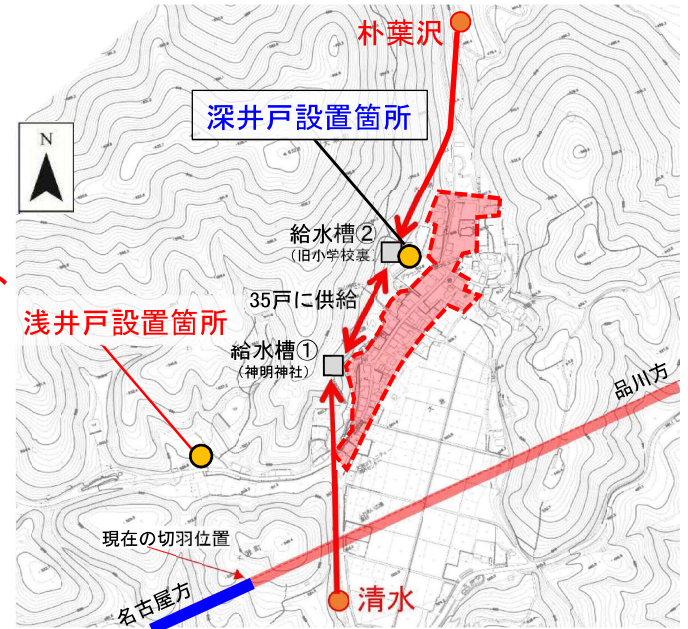 朴葉沢
深井戸設置箇所
N
給水槽②
（旧小学校裏）
35戸に供給
浅井戸設置箇所
給水槽①
（神明神社）
品川方
現在の切羽位置
名古屋方
清水